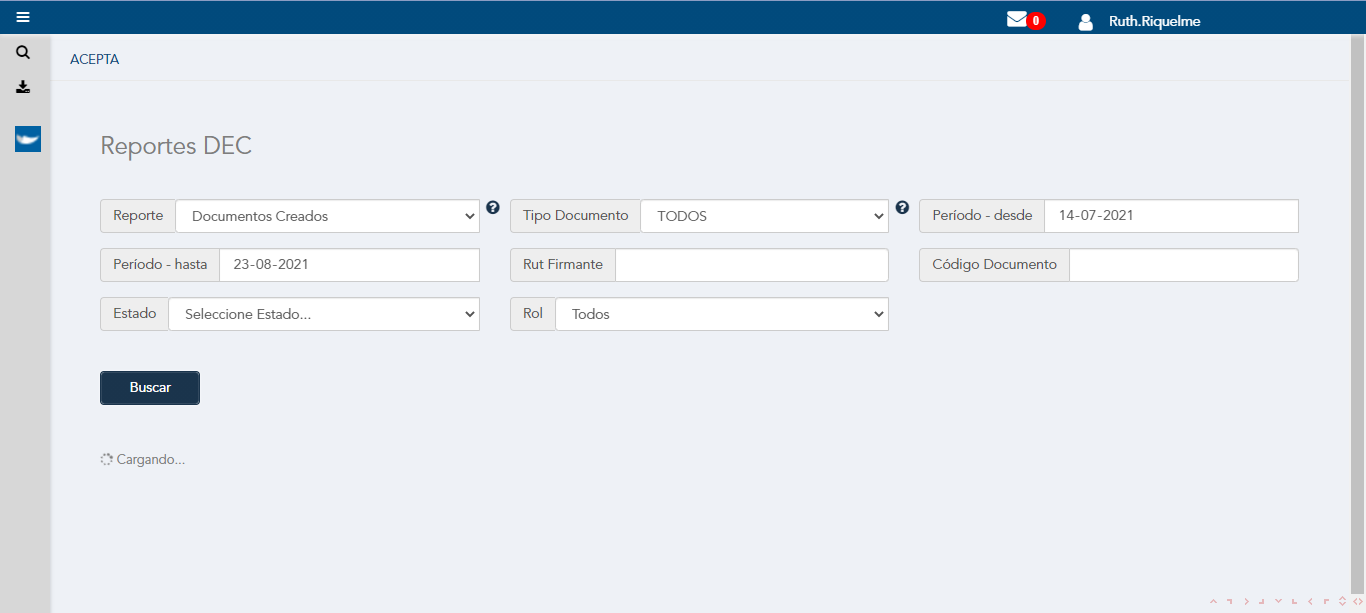 0 Ruth.Riquelme
ACEPTA
Reportes DEC
Reporte Documentos Creados Tipo Documento TODOS Período - desde 14-07-2021
Período - hasta 23-08-2021 Rut Firmante Código Documento
Estado Seleccione Estado... Rol Todos
Buscar
Cargando...